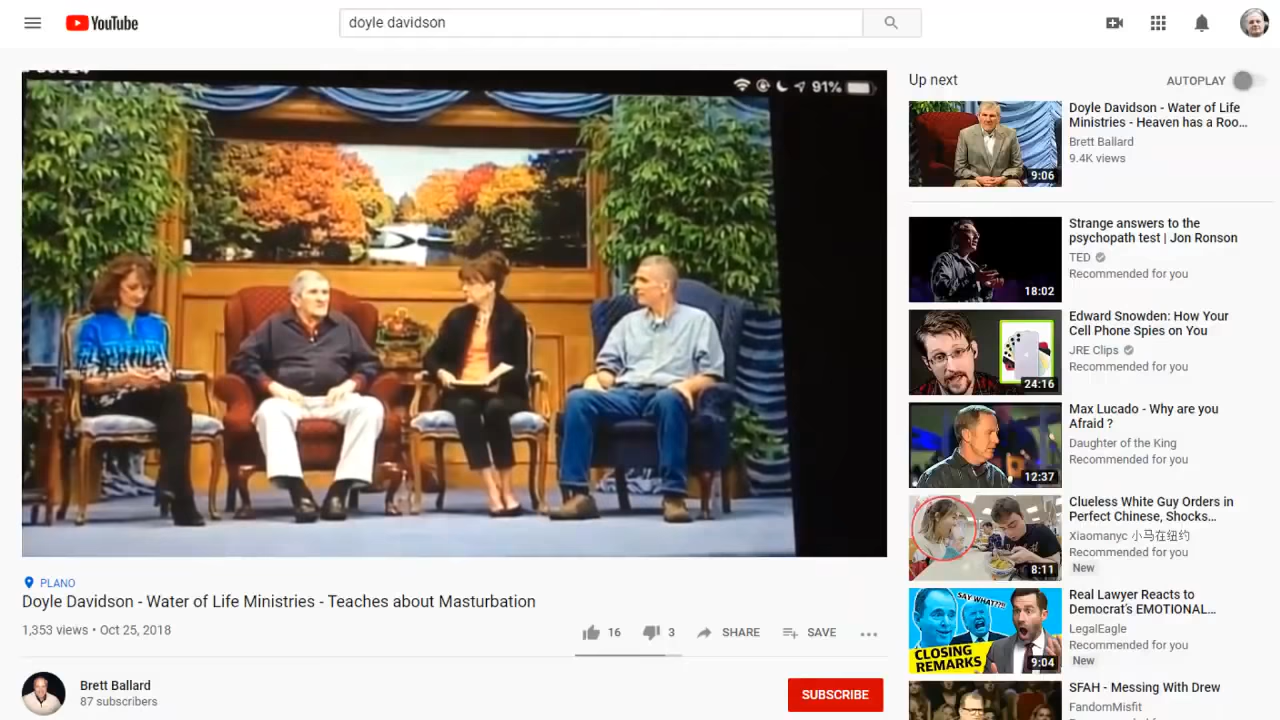 YouTube
doyle davidson
91%
Up next
AUTOPLAY
9:06
Doyle Davidson - Water of Life
Ministries - Heaven has a Roo...
Brett Ballard
9.4K views
18:02
Strange answers to the
psychopath test | Jon Ronson
TED
Recommended for you
24:16
Edward Snowden: How Your
Cell Phone Spies on You
JRE Clips
Recommended for you
12:37
Max Lucado - Why are you
Afraid ?
Daughter of the King
Recommended for you
8:11
Clueless White Guy Orders in
Perfect Chinese, Shocks...
Xiaomanyc 小马在纽约
Recommended for you
New
SAY WHAT???!
CLOSING
REMARKS
9:04
Real Lawyer Reacts to
Democrat's EMOTIONAL...
LegalEagle
Recommended for you
New
SFAH - Messing With Drew
FandomMisfit
PLANO
Doyle Davidson - Water of Life Ministries - Teaches about Masturbation
1,353 views • Oct 25, 2018
16
3
SHARE
SAVE
Brett Ballard
87 subscribers
SUBSCRIBE